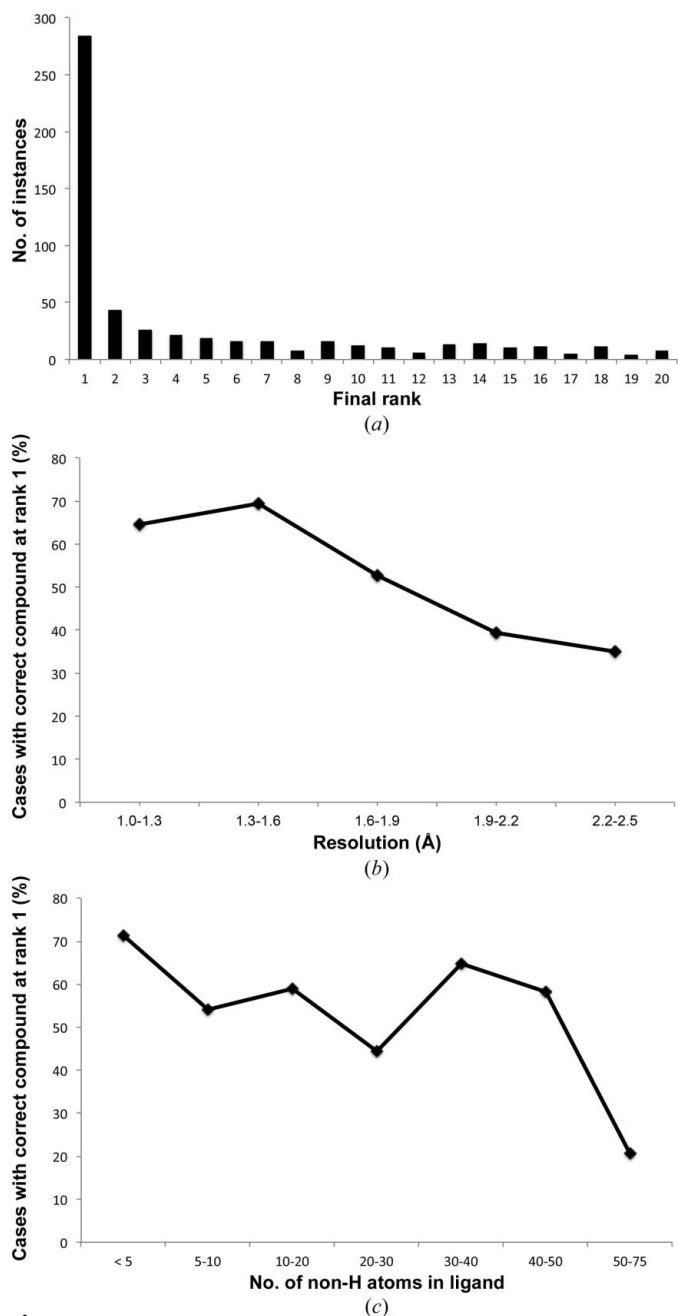 300
250
200
150
100
50
0
No. of instances
1 2 3 4 5 6 7 8 9 10 11 12 13 14 15 16 17 18 19 20
Final rank
(a)
80
70
60
50
40
30
20
10
0
Cases with correct compound at rank 1 (%)
1.0-1.3 1.3-1.6 1.6-1.9 1.9-2.2 2.2-2.5
Resolution (Å)
(b)
80
70
60
50
40
30
20
10
0
Cases with correct compound at rank 1 (%)
< 5 5-10 10-20 20-30 30-40 40-50 50-75
No. of non-H atoms in ligand
(c)